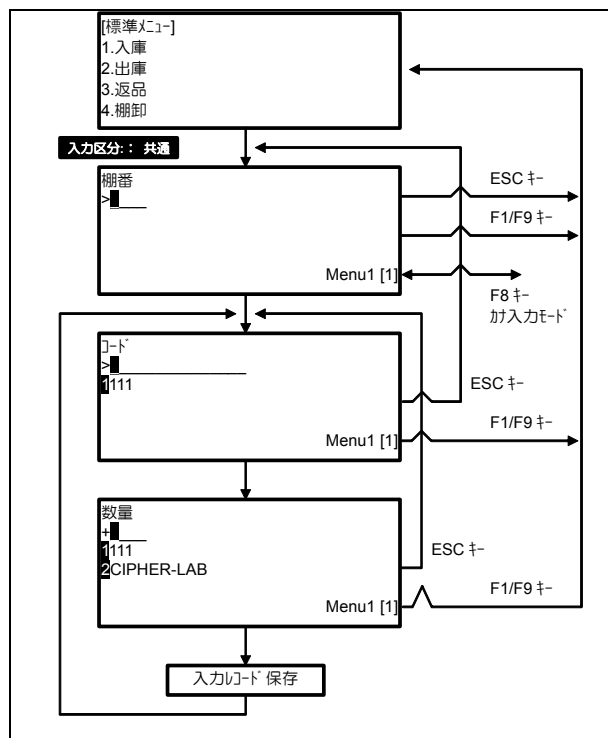 [標準ﾒﾆｭｰ]
1.入庫
2.出庫
3.返品
4.棚卸
入力区分:： 共通
棚番
>____
Menu1 [1]
ESC ｷｰ
F1/F9 ｷｰ
F8 ｷｰ
ｶﾅ入力ﾓｰﾄﾞ
ｺｰﾄﾞ
>________________
1111
Menu1 [1]
ESC ｷｰ
F1/F9 ｷｰ
数量
+____
1111
2CIPHER-LAB
Menu1 [1]
ESC ｷｰ
F1/F9 ｷｰ
入力ﾚｺｰﾄﾞ保存